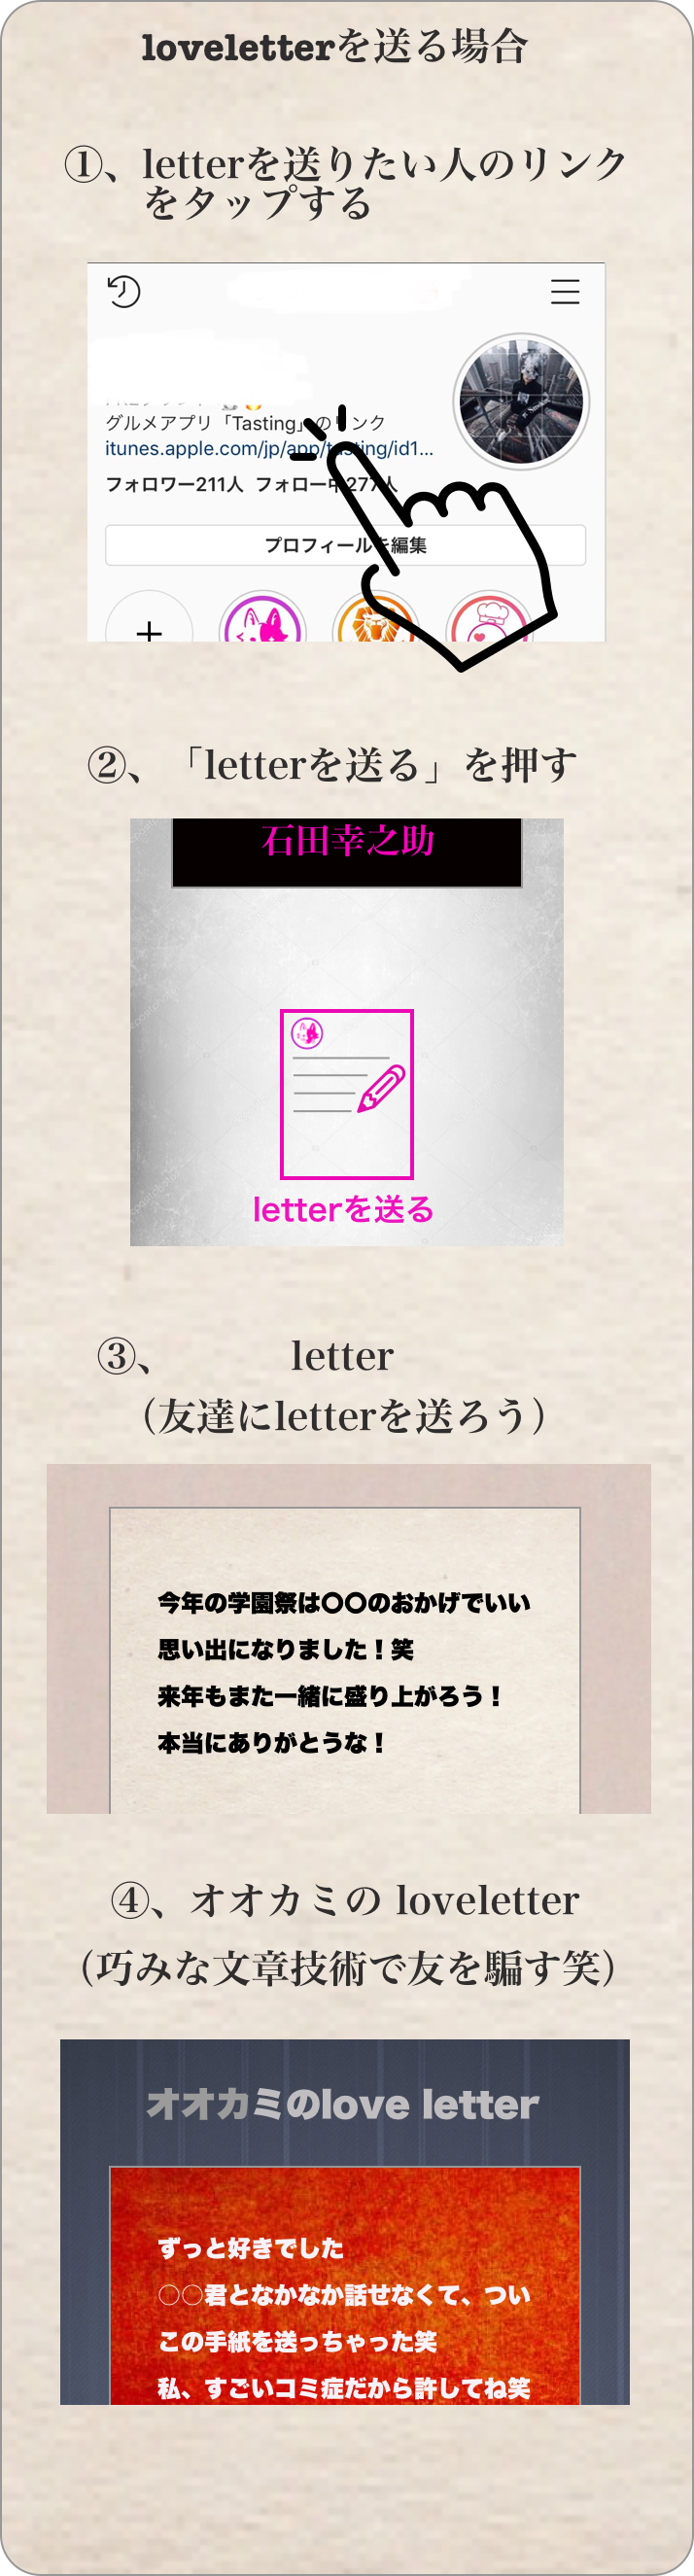 loveletterを送る場合
①、letterを送りたい人のリンク
をタップする
グルメアプリ「Tasting」のリンク
itunes.apple.com/jp/app/tasting/id1...
フォロワー211人 フォロー中277人
プロフィールを編集
②、「letterを送る」を押す
石田幸之助
letterを送る
③、 letter
（友達にletterを送ろう）
今年の学園祭は〇〇のおかげでいい
思い出になりました！笑
来年もまた一緒に盛り上がろう！
本当にありがとうな！
④、オオカミの loveletter
（巧みな文章技術で友を騙す笑）
オオカミのlove letter
ずっと好きでした
○○君となかなか話せなくて、つい
この手紙を送っちゃった笑
私、すごいコミ症だから許してね笑